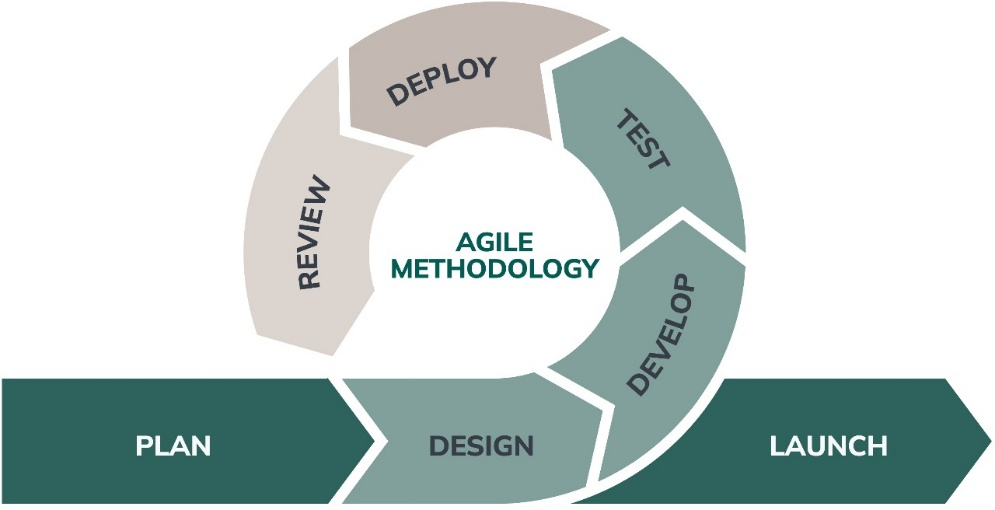 DEPLOY
TEST
REVIEW
AGILE
METHODOLOGY
DEVELOP
PLAN
DESIGN
LAUNCH